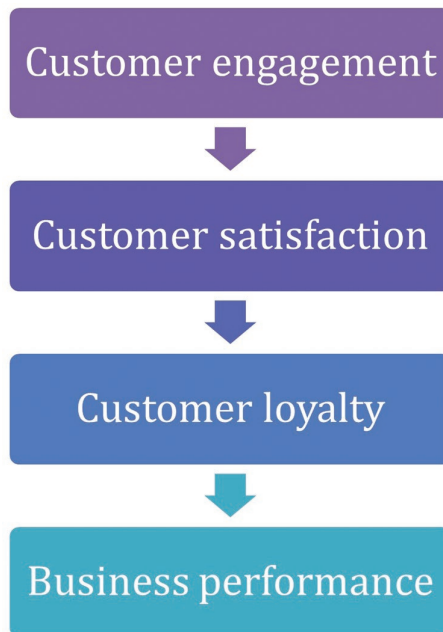 Customer engagement
Customer satisfaction
Customer loyalty
Business performance